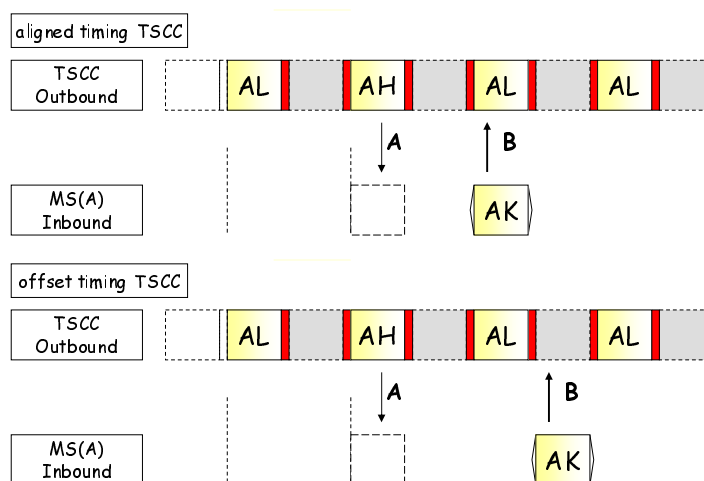 aligned timing TSCC
TSCC
Outbound
AL
AH
AL
AL
A
B
MS(A)
Inbound
AK
offset timing TSCC
TSCC
Outbound
AL
AH
AL
AL
A
B
MS(A)
Inbound
AK